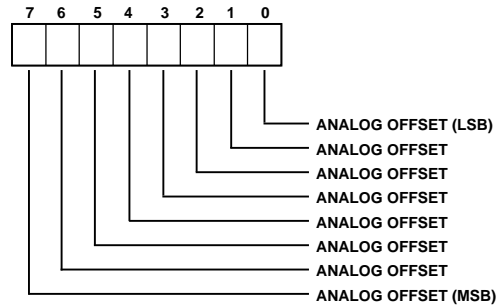 7 6 5 4 3 2 1 0
ANALOG OFFSET (LSB)
ANALOG OFFSET
ANALOG OFFSET
ANALOG OFFSET
ANALOG OFFSET
ANALOG OFFSET
ANALOG OFFSET
ANALOG OFFSET (MSB)